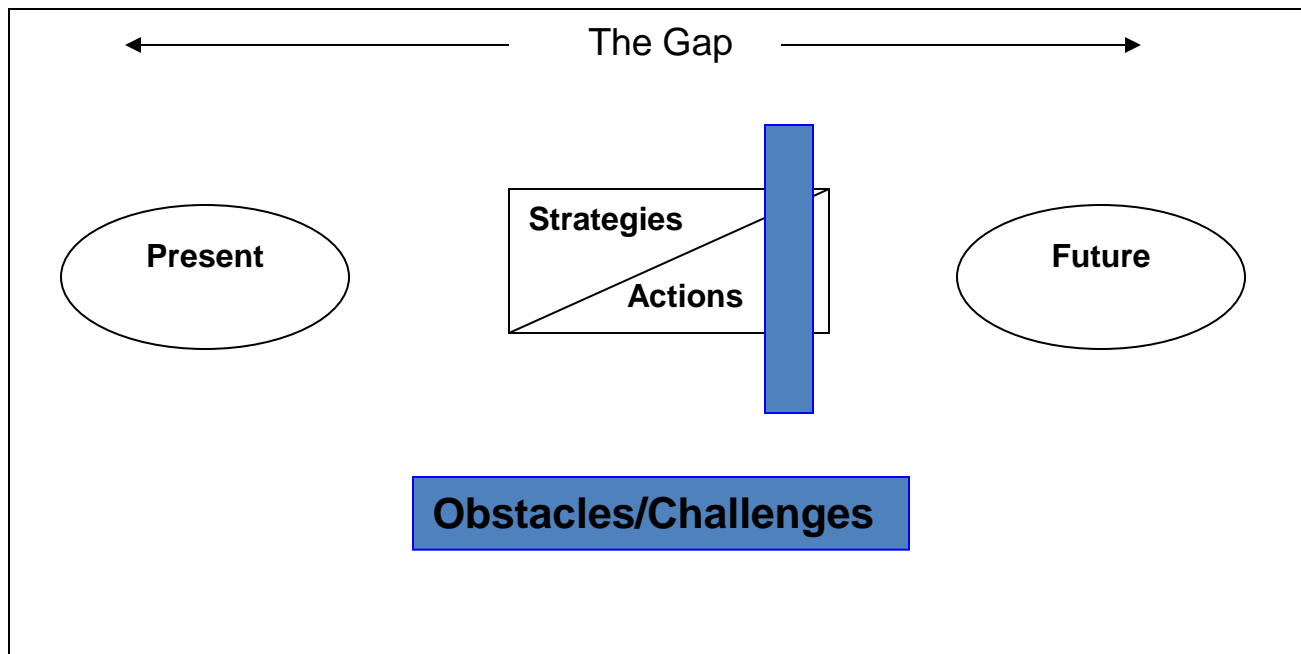 The Gap
Strategies
Present
Future
Actions
Obstacles/Challenges